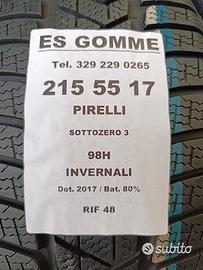 ES GOMME
Tel. 329 229 0265
215 55 17
PIRELLI
SOTTOZERO 3
98H
INVERNALI
Dot. 2017 / Bat. 80%
RIF 48
subito